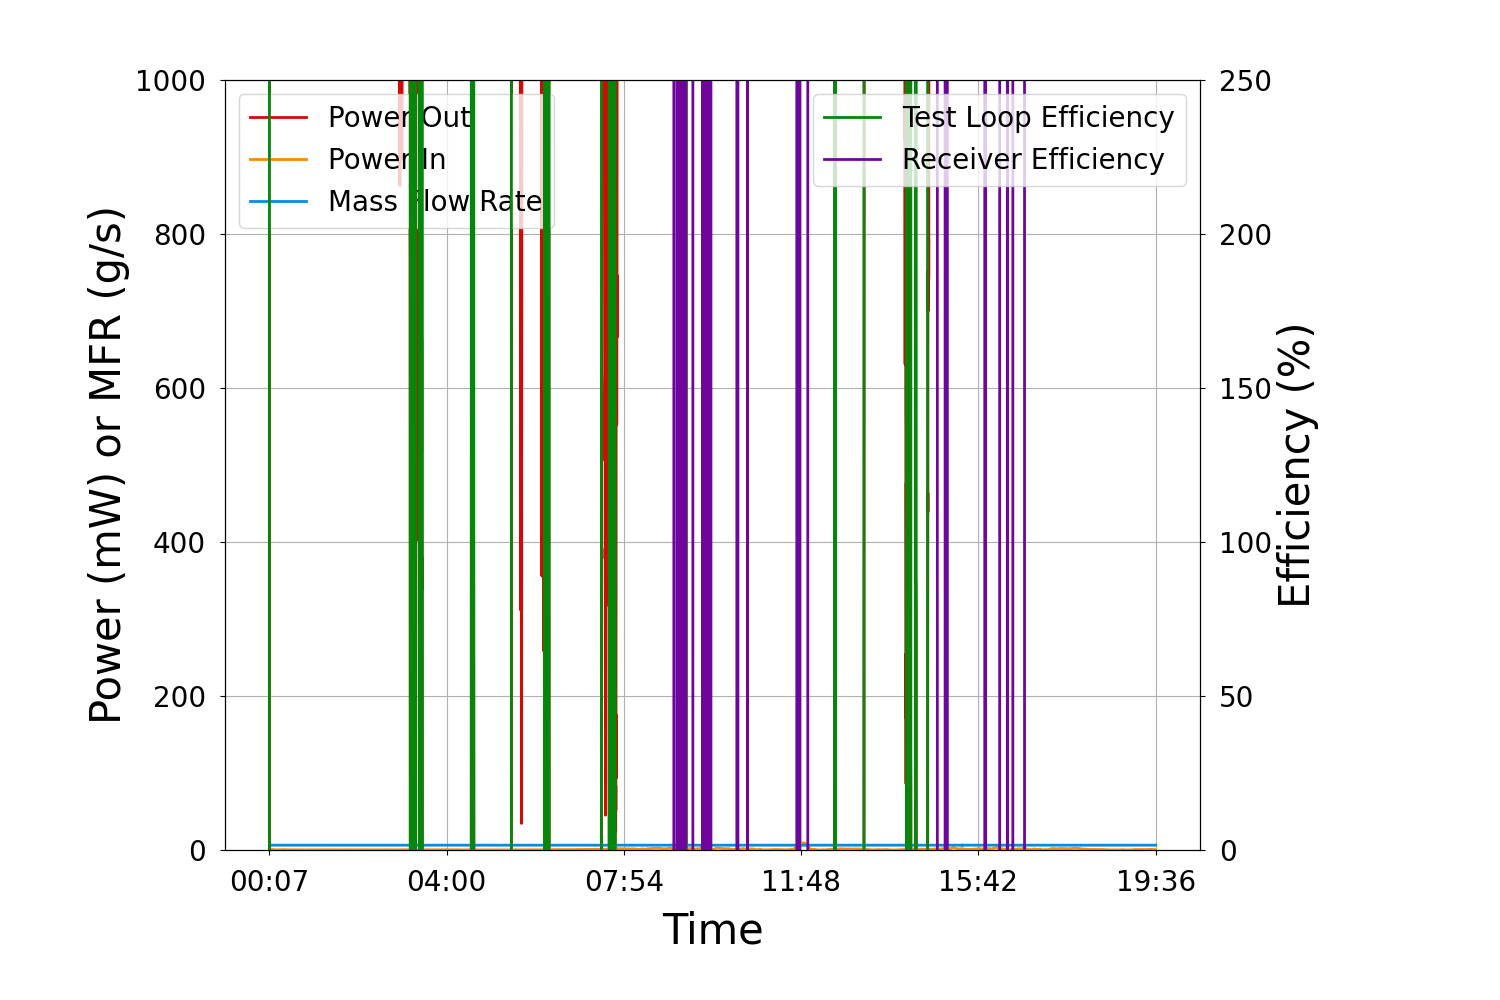 1000
800
600
400
200
0
Power (mW) or MFR (g/s)
Power Out
Power In
Mass Flow Rate
Test Loop Efficiency
Receiver Efficiency
250
200
150
100
50
0
Efficiency (%)
00:07 04:00 07:54 11:48 15:42 19:36
Time